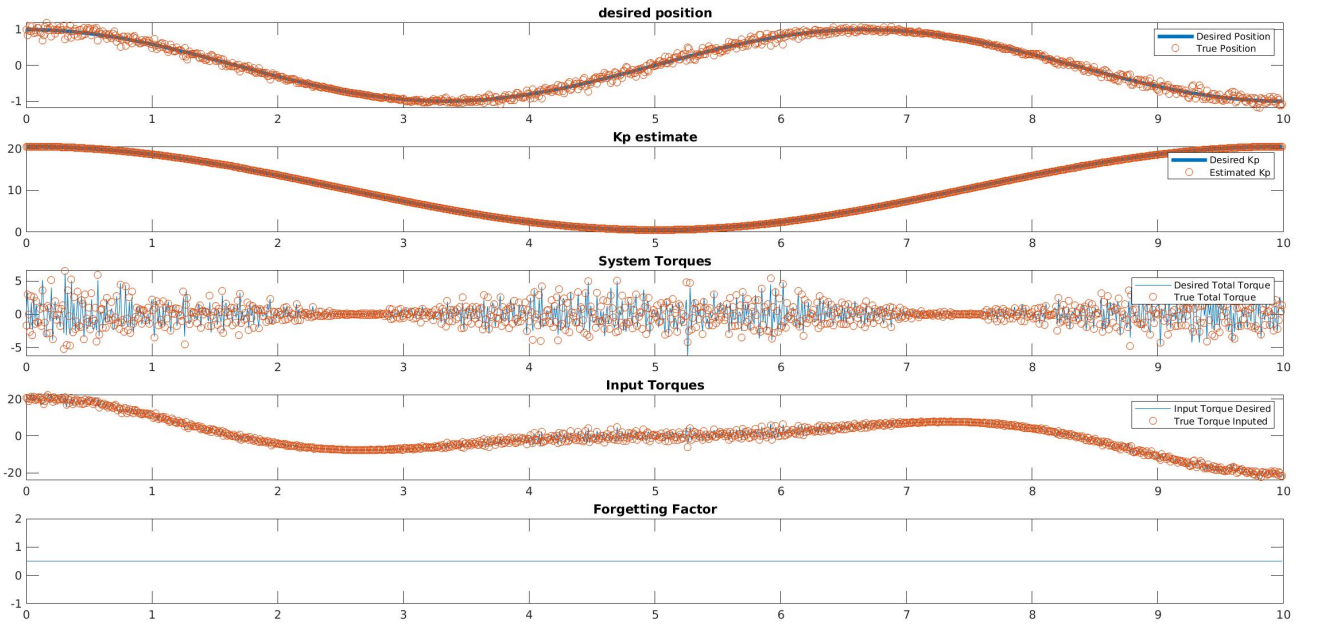 desired position
1
0
-1
Desired Position
True Position
0 1 2 3 4 5 6 7 8 9 10
Kp estimate
20
10
0
Desired Kp
Estimated Kp
0 1 2 3 4 5 6 7 8 9 10
System Torques
5
0
-5
Desired Total Torque
True Total Torque
0 1 2 3 4 5 6 7 8 9 10
Input Torques
20
0
-20
Input Torque Desired
True Torque Inputed
0 1 2 3 4 5 6 7 8 9 10
Forgetting Factor
2
1
0
-1
0 1 2 3 4 5 6 7 8 9 10